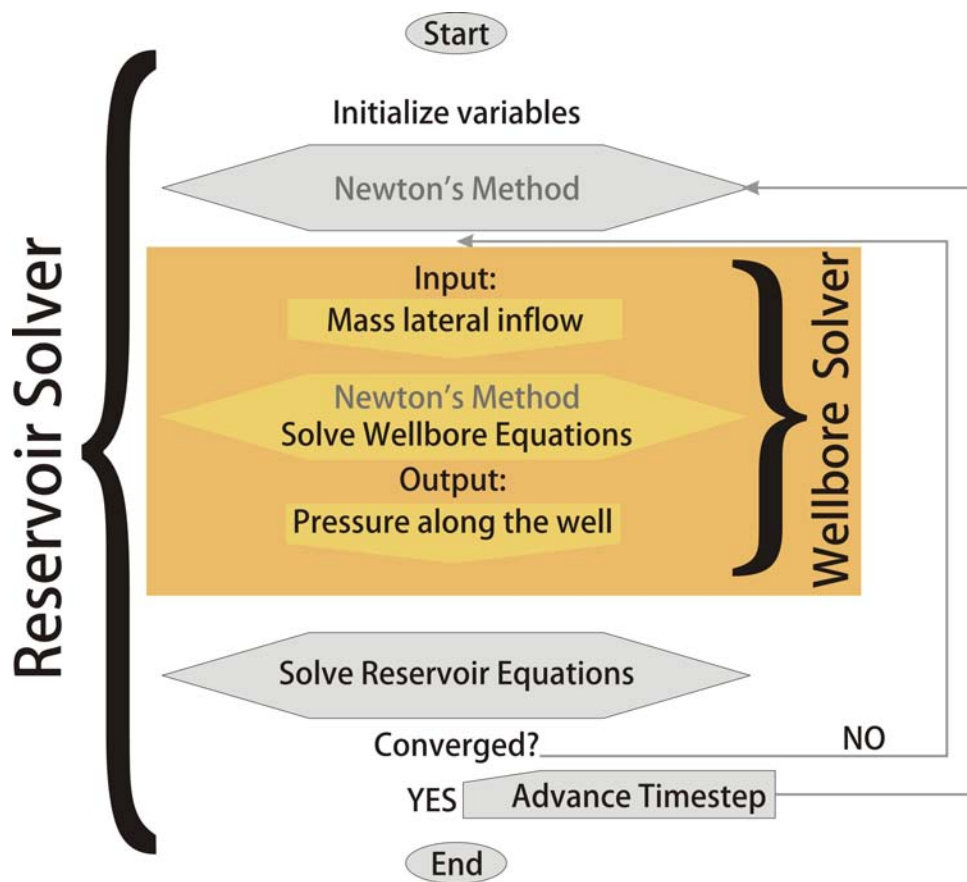 Start
Initialize variables
Newton's Method
Input:
Mass lateral inflow
Newton's Method
Solve Wellbore Equations
Output:
Pressure along the well
Wellbore Solver
Reservoir Solver
Solve Reservoir Equations
Converged?
NO
YES
Advance Timestep
End